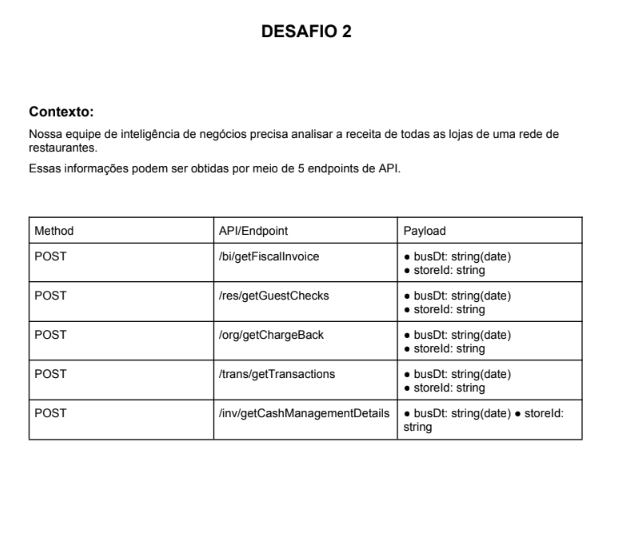 DESAFIO 2
Contexto:
Nossa equipe de inteligência de negócios precisa analisar a receita de todas as lojas de uma rede de
restaurantes.
Essas informações podem ser obtidas por meio de 5 endpoints de API.
Method API/Endpoint Payload
POST /bi/getFiscalInvoice ● busDt: string(date)
● storeId: string
POST /res/getGuestChecks ● busDt: string(date)
● storeId: string
POST /org/getChargeBack ● busDt: string(date)
● storeId: string
POST /trans/getTransactions ● busDt: string(date)
● storeId: string
POST /inv/getCashManagementDetails ● busDt: string(date) ● storeId:
string